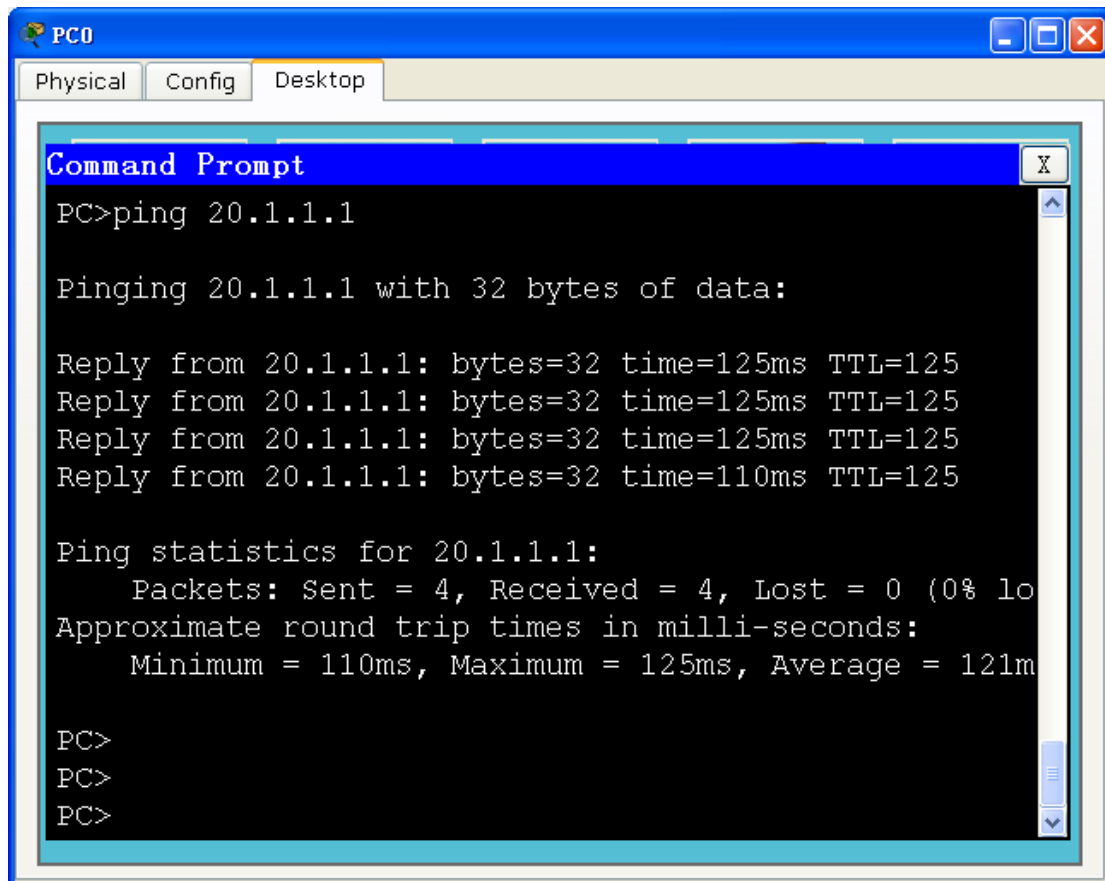 PC0
Physical Config Desktop
Command Prompt X
PC>ping 20.1.1.1
Pinging 20.1.1.1 with 32 bytes of data:
Reply from 20.1.1.1: bytes=32 time=125ms TTL=125
Reply from 20.1.1.1: bytes=32 time=125ms TTL=125
Reply from 20.1.1.1: bytes=32 time=125ms TTL=125
Reply from 20.1.1.1: bytes=32 time=110ms TTL=125
Ping statistics for 20.1.1.1:
Packets: Sent = 4, Received = 4, Lost = 0 (0% lo
Approximate round trip times in milli-seconds:
Minimum = 110ms, Maximum = 125ms, Average = 121m
PC>
PC>
PC>